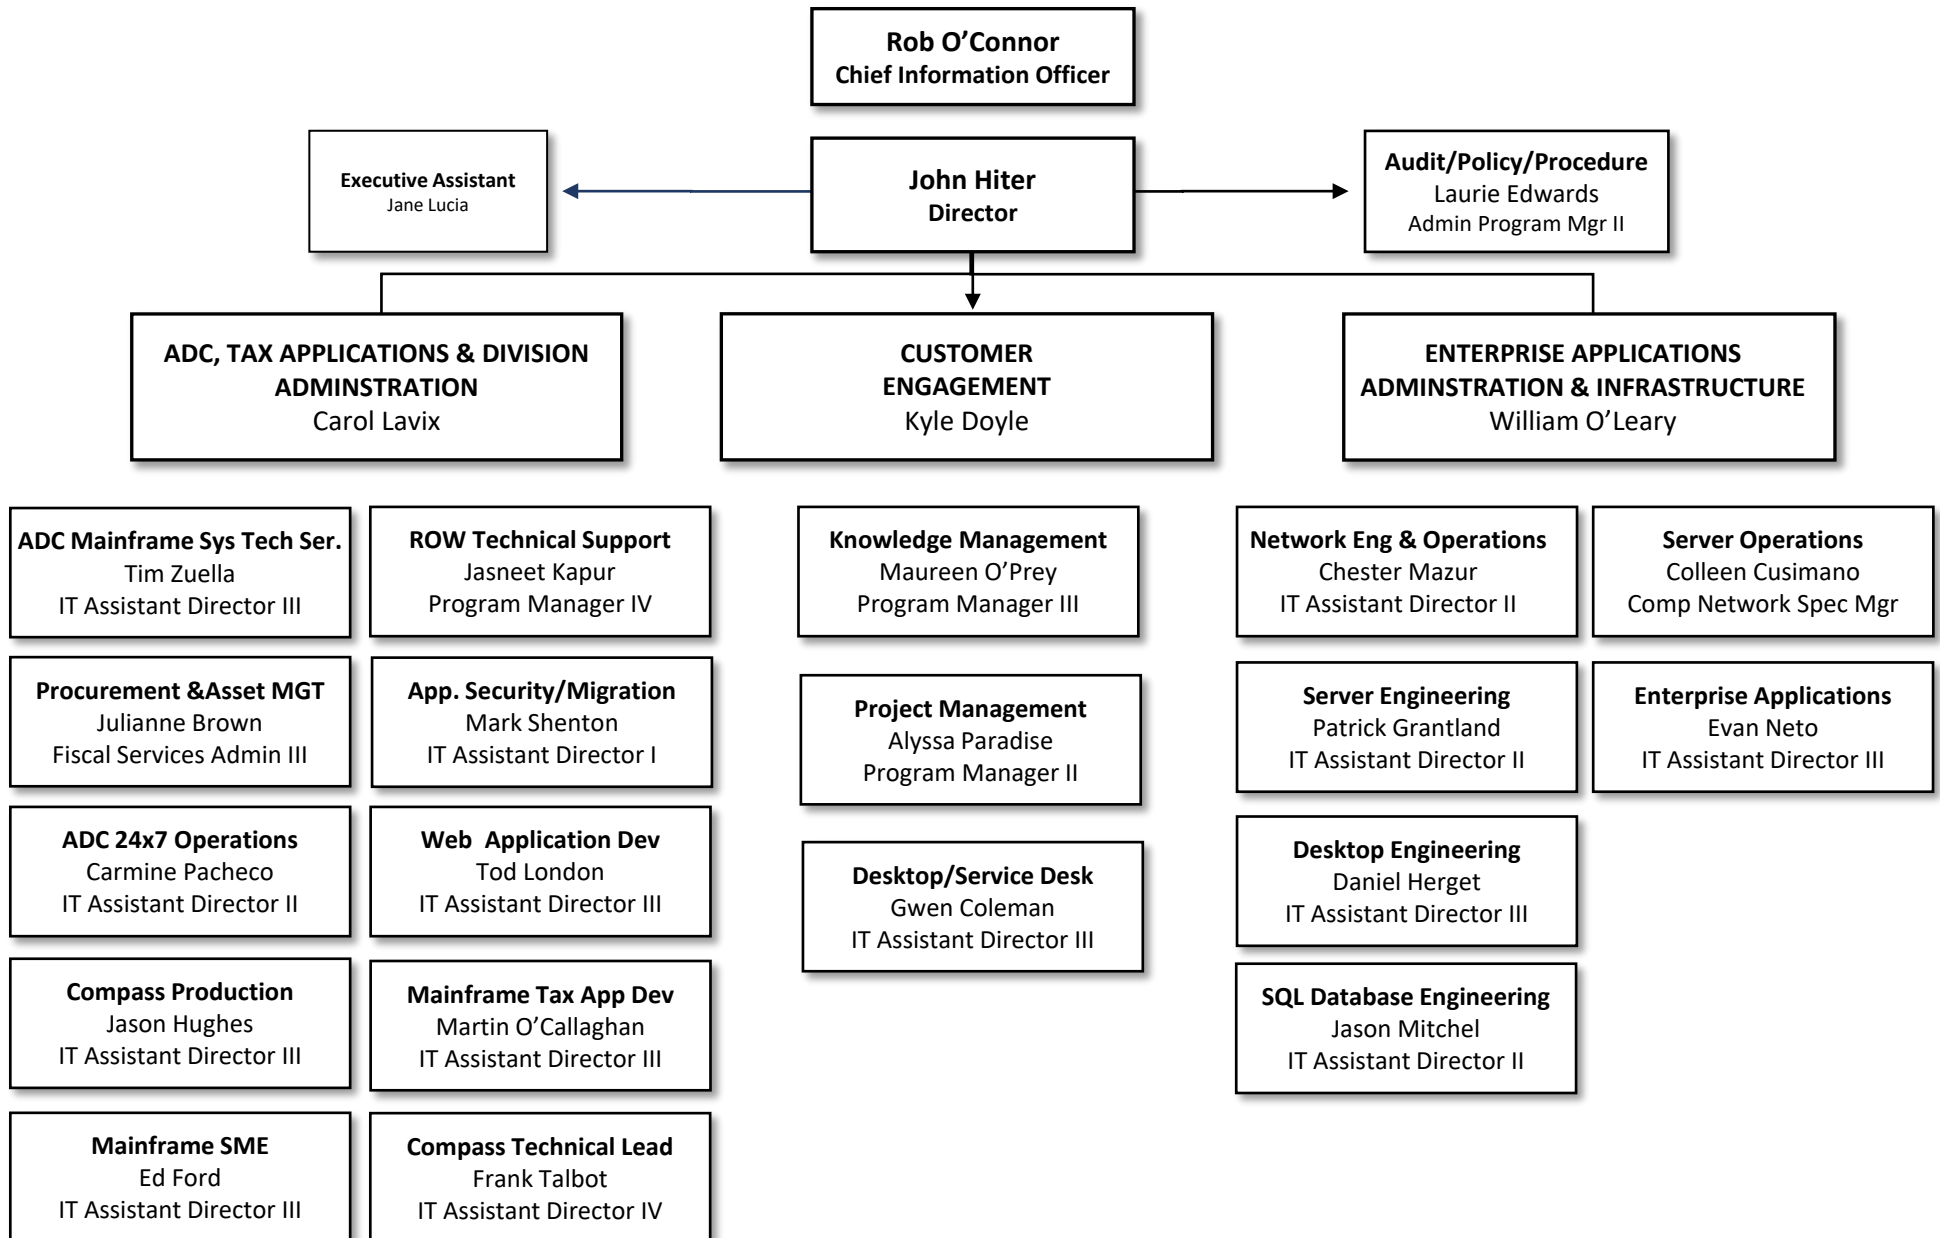 Rob O’Connor
Chief Information Officer
Executive Assistant
Jane Lucia
John Hiter
Director
Audit/Policy/Procedure
Laurie Edwards
Admin Program Mgr II
ADC, TAX APPLICATIONS & DIVISION
ADMINSTRATION
Carol Lavix
CUSTOMER
ENGAGEMENT
Kyle Doyle
ENTERPRISE APPLICATIONS
ADMINSTRATION & INFRASTRUCTURE
William O’Leary
ADC Mainframe Sys Tech Ser.
Tim Zuella
IT Assistant Director III
ROW Technical Support
Jasneet Kapur
Program Manager IV
Knowledge Management
Maureen O’Prey
Program Manager III
Network Eng & Operations
Chester Mazur
IT Assistant Director II
Server Operations
Colleen Cusimano
Comp Network Spec Mgr
Procurement &Asset MGT
Julianne Brown
Fiscal Services Admin III
App. Security/Migration
Mark Shenton
IT Assistant Director I
Project Management
Alyssa Paradise
Program Manager II
Server Engineering
Patrick Grantland
IT Assistant Director II
Enterprise Applications
Evan Neto
IT Assistant Director III
ADC 24x7 Operations
Carmine Pacheco
IT Assistant Director II
Web  Application Dev
Tod London
IT Assistant Director III
Desktop/Service Desk
Gwen Coleman
IT Assistant Director III
Desktop Engineering
Daniel Herget
IT Assistant Director III
Compass Production
Jason Hughes
IT Assistant Director III
Mainframe Tax App Dev
Martin O’Callaghan
IT Assistant Director III
SQL Database Engineering
Jason Mitchel
IT Assistant Director II
Mainframe SME
Ed Ford
IT Assistant Director III
Compass Technical Lead
Frank Talbot
IT Assistant Director IV